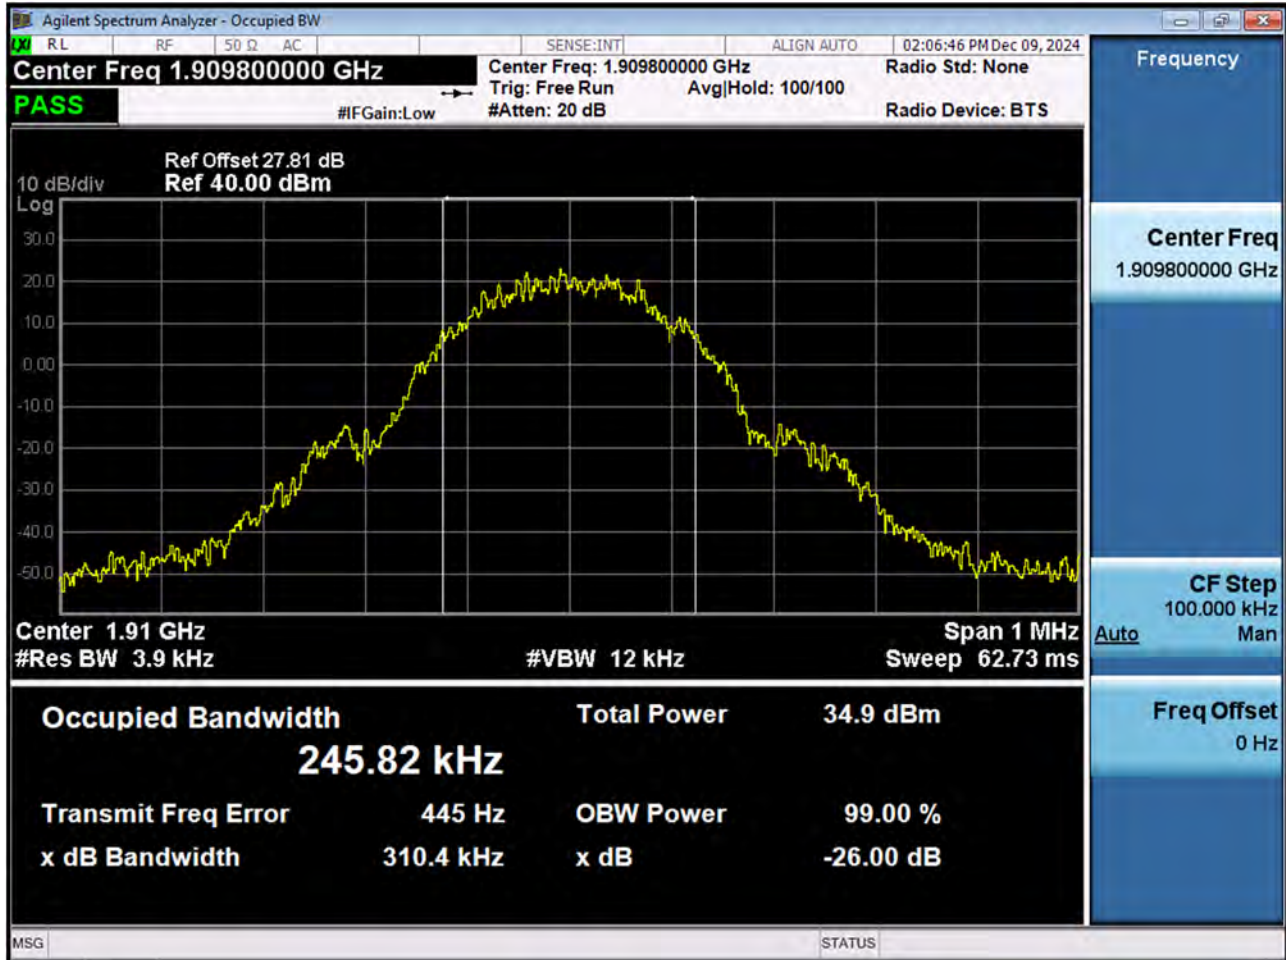 Agilent Spectrum Analyzer - Occupied BW
LXI RL RF 50 Ω AC SENSE:INT ALIGN AUTO 02:06:46 PM Dec 09, 2024
Center Freq 1.909800000 GHz
Center Freq: 1.909800000 GHz
Radio Std: None
Trig: Free Run Avg|Hold: 100/100
PASS
#IFGain:Low
#Atten: 20 dB
Radio Device: BTS
Ref Offset 27.81 dB
10 dB/div Ref 40.00 dBm
Log
30.0
20.0
10.0
0.00
-10.0
-20.0
-30.0
-40.0
-50.0
Center 1.91 GHz Span 1 MHz
#Res BW 3.9 kHz #VBW 12 kHz Sweep 62.73 ms
Occupied Bandwidth Total Power 34.9 dBm
245.82 kHz
Transmit Freq Error 445 Hz OBW Power 99.00 %
x dB Bandwidth 310.4 kHz x dB -26.00 dB
MSG STATUS
Frequency
Center Freq
1.909800000 GHz
CF Step
100.000 kHz
Auto Man
Freq Offset
0 Hz